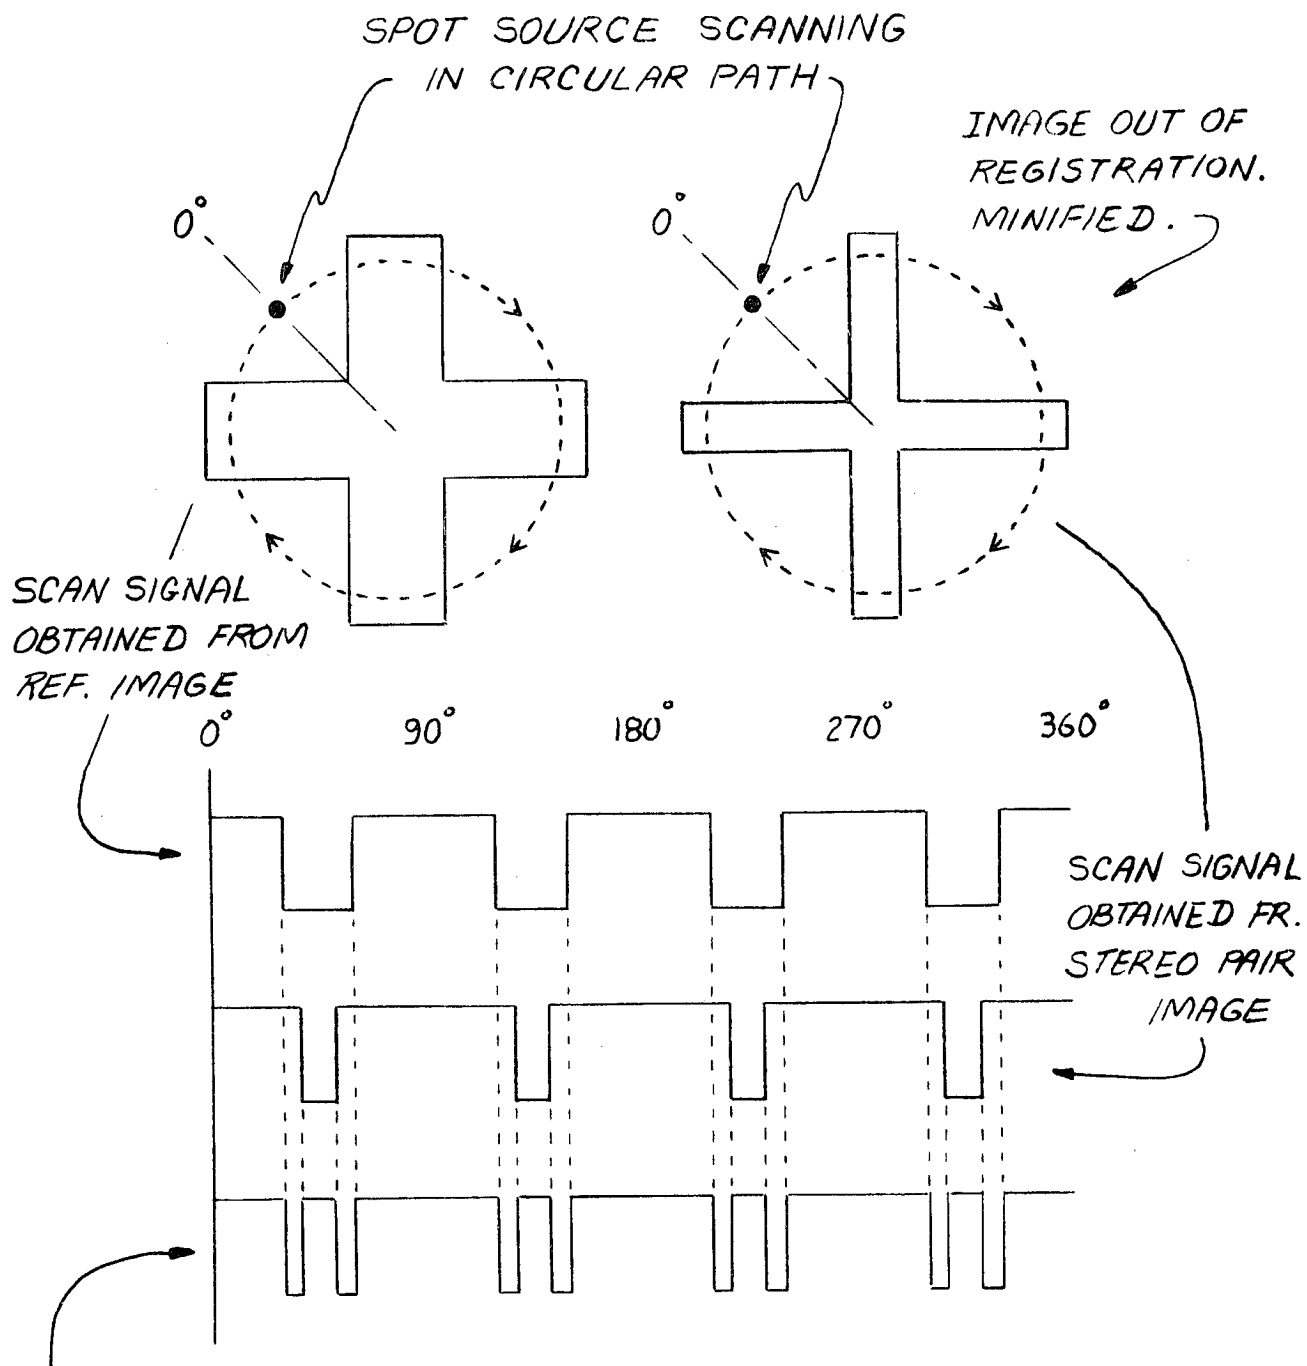 SPOT SOURCE SCANNING
IN CIRCULAR PATH
IMAGE OUT OF
REGISTRATION.
MINIFIED.
0°
0°
SCAN SIGNAL
OBTAINED FROM
REF. IMAGE
0° 90° 180° 270° 360°
SCAN SIGNAL
OBTAINED FR.
STEREO PAIR
IMAGE